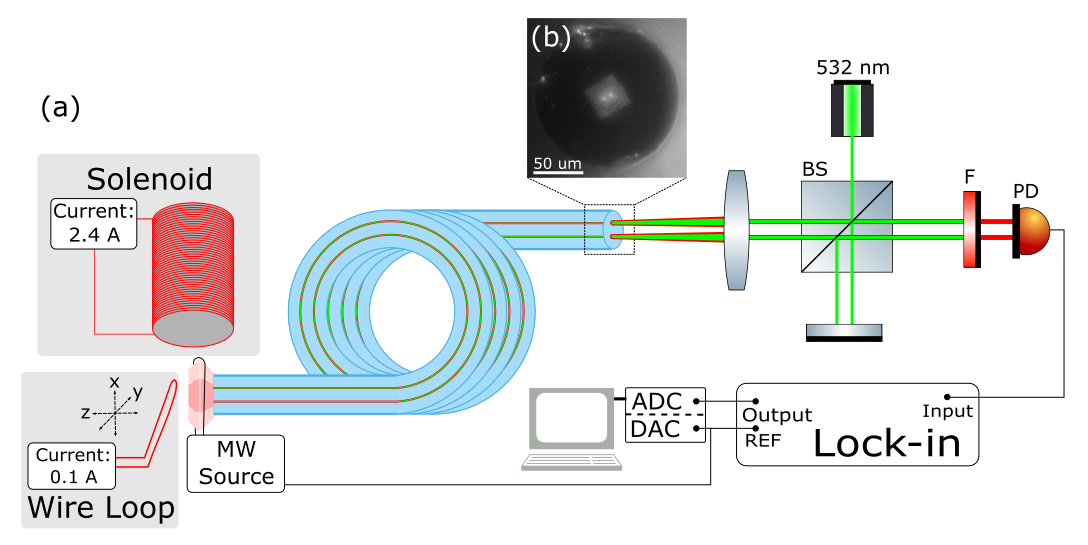 (a)
Solenoid
Current:
2.4 A
x
y
z
Current:
0.1 A
Wire Loop
MW
Source
(b)
50 um
532 nm
BS
F
PD
ADC
DAC
Output
REF
Input
Lock-in